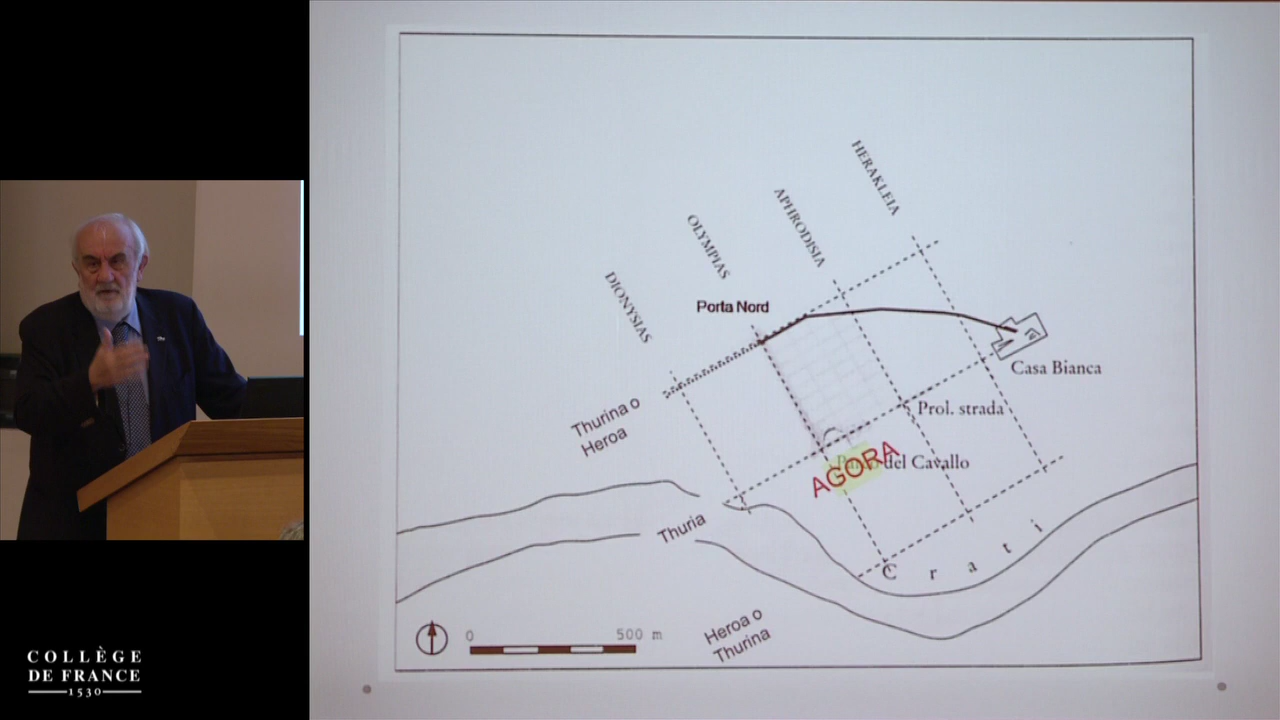 HERAKLEIA
APHRODISIA
OLYMPIAS
DIONYSIAS
Porta Nord
Casa Bianca
Thurina o
Heroa
Prol. strada
AGORA
del Cavallo
Thuria
Crati
Heroa o
Thurina
0 500 m
COLLÈGE
DE FRANCE
1530